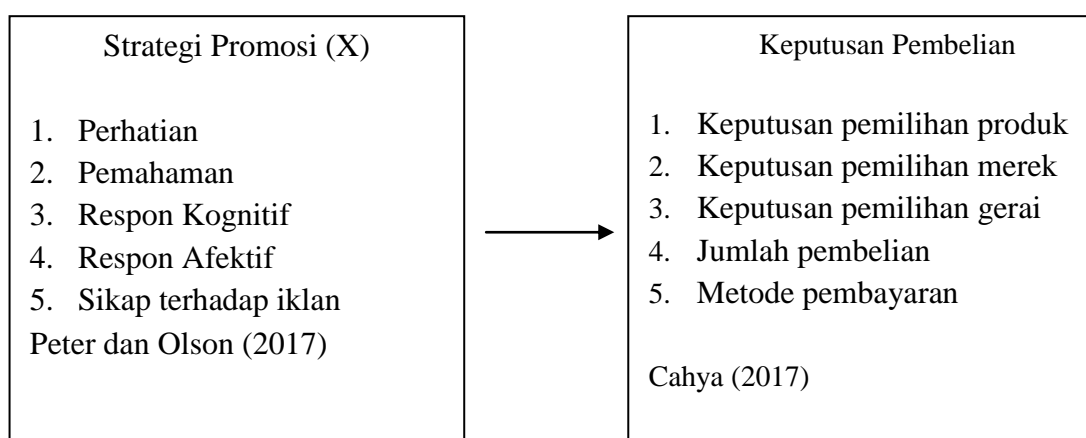 Strategi Promosi (X)
1. Perhatian
2. Pemahaman
3. Respon Kognitif
4. Respon Afektif
5. Sikap terhadap iklan
Peter dan Olson (2017)
Keputusan Pembelian
1. Keputusan pemilihan produk
2. Keputusan pemilihan merek
3. Keputusan pemilihan gerai
4. Jumlah pembelian
5. Metode pembayaran
Cahya (2017)